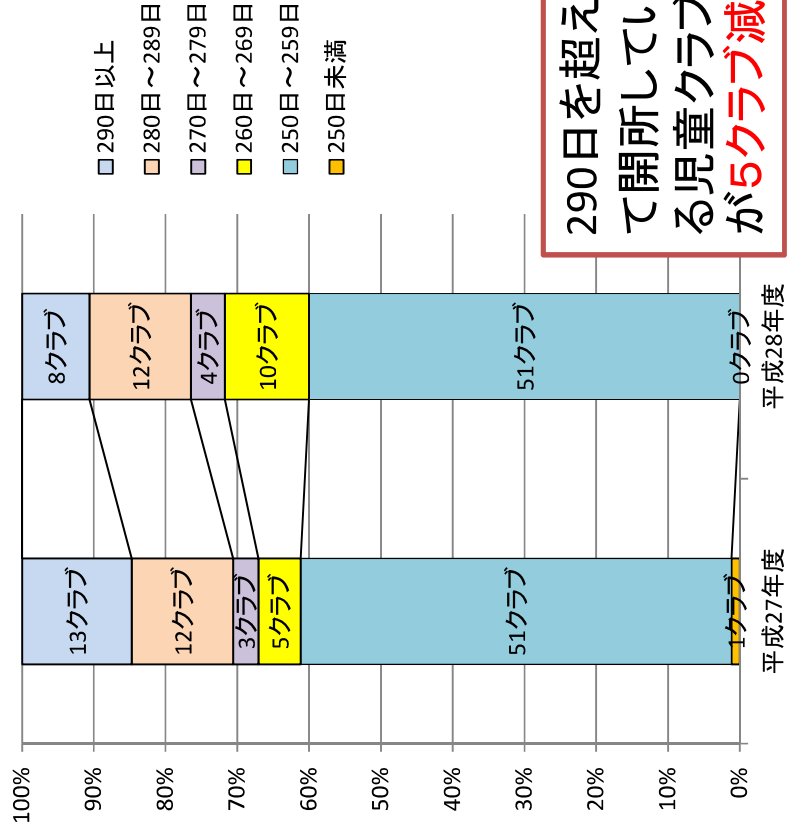 100%
90%
80%
70%
60%
50%
40%
30%
20%
10%
0%
13クラブ
12クラブ
3クラブ
5クラブ
51クラブ
1クラブ
平成27年度
8クラブ
12クラブ
4クラブ
10クラブ
51クラブ
0クラブ
平成28年度
290日以上
280日～289日
270日～279日
260日～269日
250日～259日
250日未満
290日を超え
て開所してい
る児童クラブ
が５クラブ減